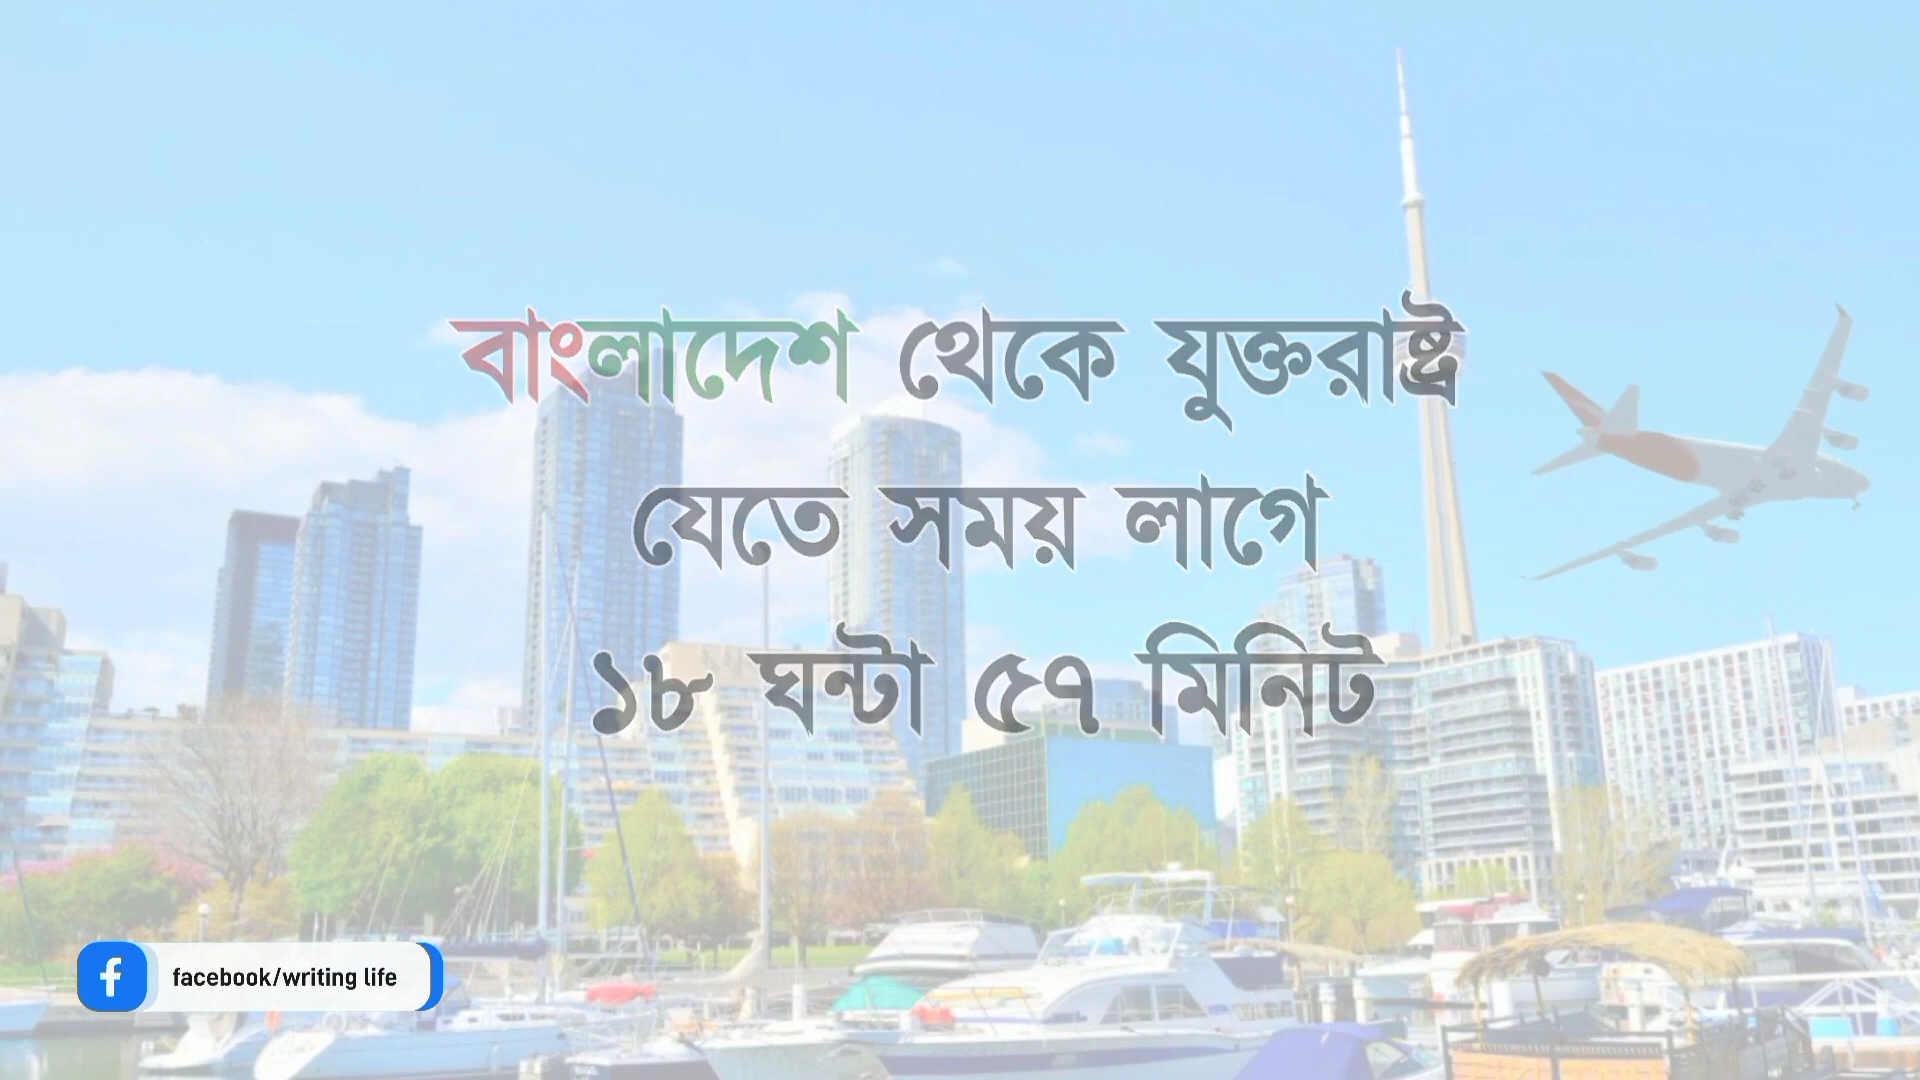 বাংলাদেশ থেকে যুক্তরাষ্ট্র
যেতে সময় লাগে
১৮ ঘন্টা ৫৭ মিনিট
facebook/writing life